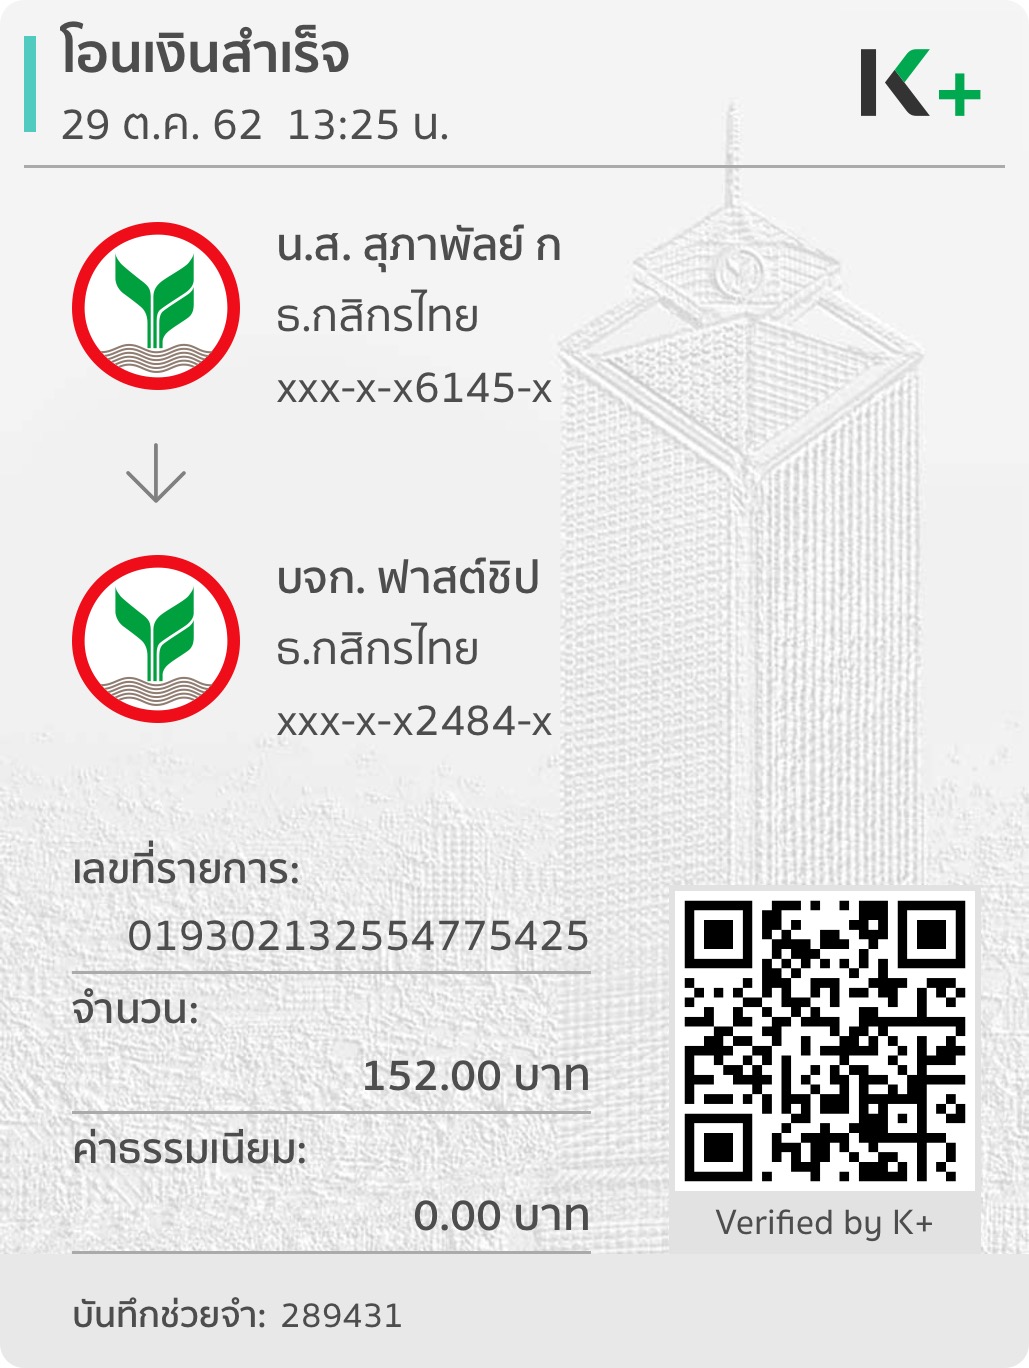 โอนเงินสำเร็จ
29 ต.ค. 62 13:25 น.
K+
น.ส. สุภาพัลย์ ก
ธ.กสิกรไทย
xxx-x-x6145-x
บจก. ฟาสต์ชิป
ธ.กสิกรไทย
xxx-x-x2484-x
เลขที่รายการ:
019302132554775425
จำนวน:
152.00 บาท
ค่าธรรมเนียม:
0.00 บาท
Verified by K+
บันทึกช่วยจำ: 289431